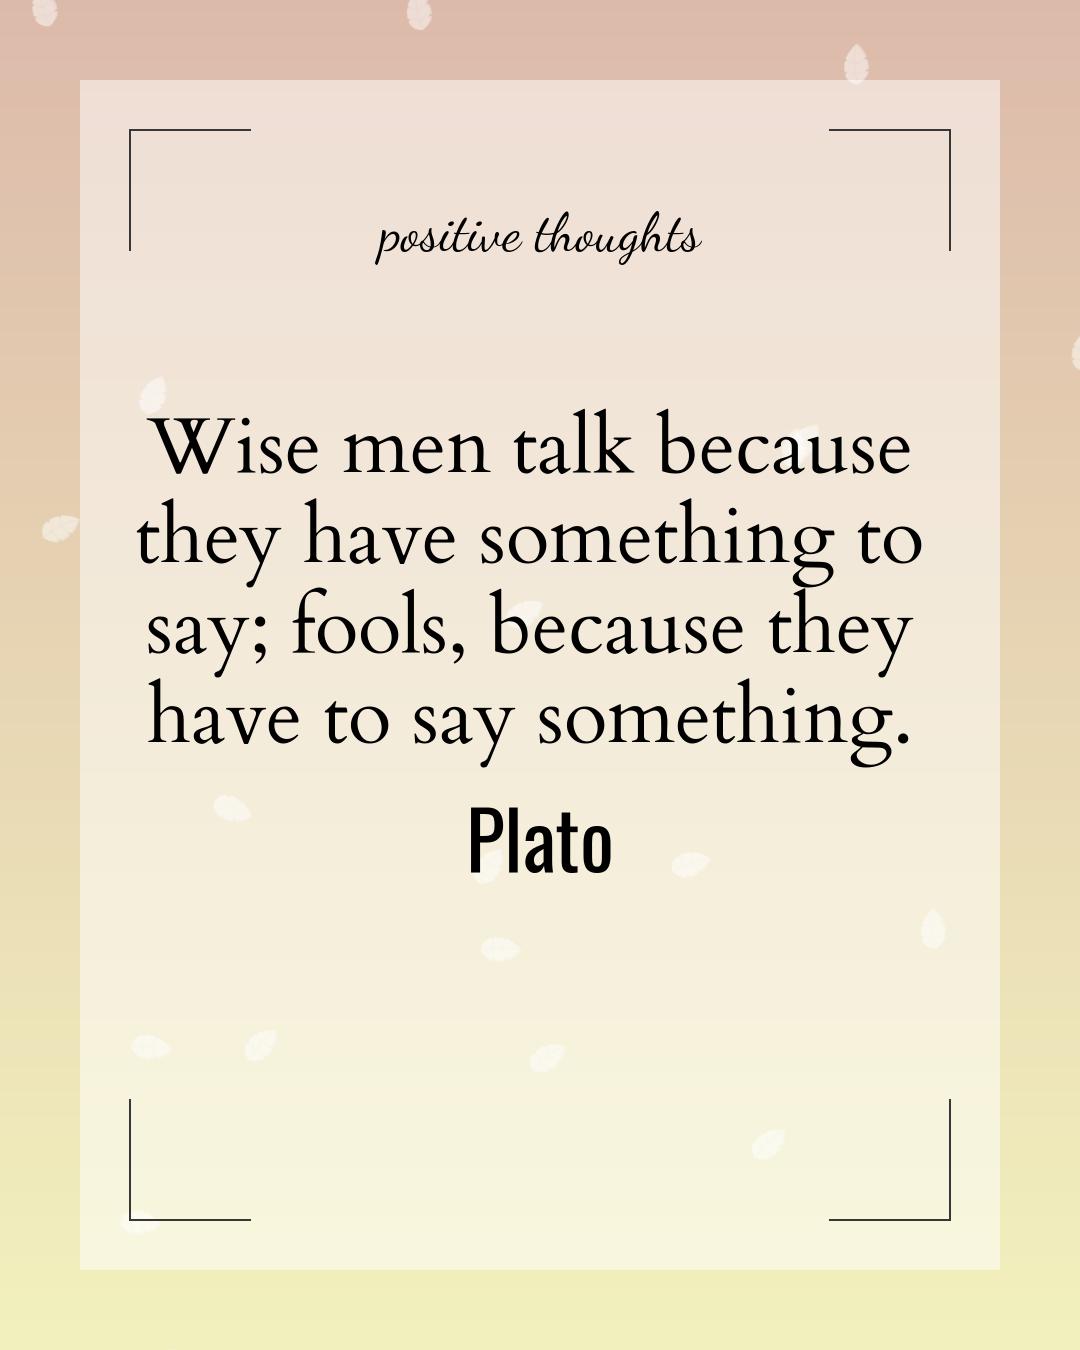 positive thoughts
Wise men talk because
they have something to
say; fools, because they
have to say something.
Plato